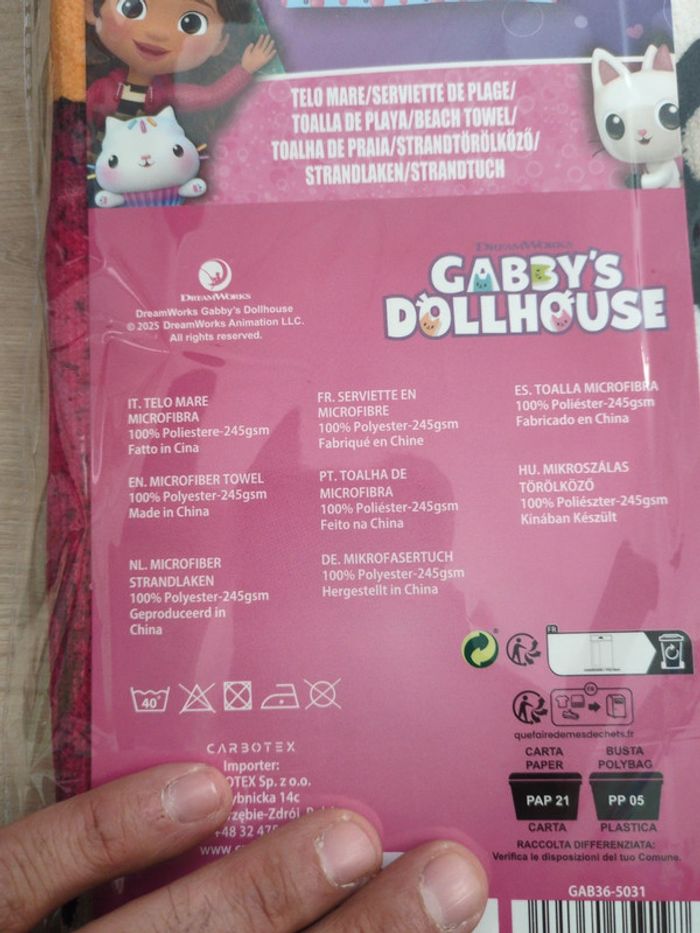 TELO MARE/SERVIETTE DE PLAGE/
TOALLA DE PLAYA/BEACH TOWEL/
TOALHA DE PRAIA/STRANDTÖRÖLKÖZŐ/
STRANDLAKEN/STRANDTUCH
DREAMWORKS
DreamWorks Gabby's Dollhouse
© 2025 DreamWorks Animation LLC.
All rights reserved.
DREAMWORKS
GABBY'S
DOLLHOUSE
IT. TELO MARE
MICROFIBRA
100% Poliestere-245gsm
Fatto in Cina
FR. SERVIETTE EN
MICROFIBRE
100% Polyester-245gsm
Fabriqué en Chine
ES. TOALLA MICROFIBRA
100% Poliéster-245gsm
Fabricado en China
EN. MICROFIBER TOWEL
100% Polyester-245gsm
Made in China
PT. TOALHA DE
MICROFIBRA
100% Poliéster-245gsm
Feito na China
HU. MIKROSZÁLAS
TÖRÖLKÖZŐ
100% Poliészter-245gsm
Kínában Készült
NL. MICROFIBER
STRANDLAKEN
100% Polyester-245gsm
Geproduceerd in
China
DE. MIKROFASERTUCH
100% Polyester-245gsm
Hergestellt in China
FR
40°
FR
quefairedemesdechets.fr
CARBOTEX
Importer:
Sp. z o.o.
14c
+48 32
www.
CARTA
PAPER
BUSTA
POLYBAG
PAP 21
PP 05
CARTA
PLASTICA
RACCOLTA DIFFERENZIATA:
Verifica le disposizioni del tuo Comune.
GAB36-5031